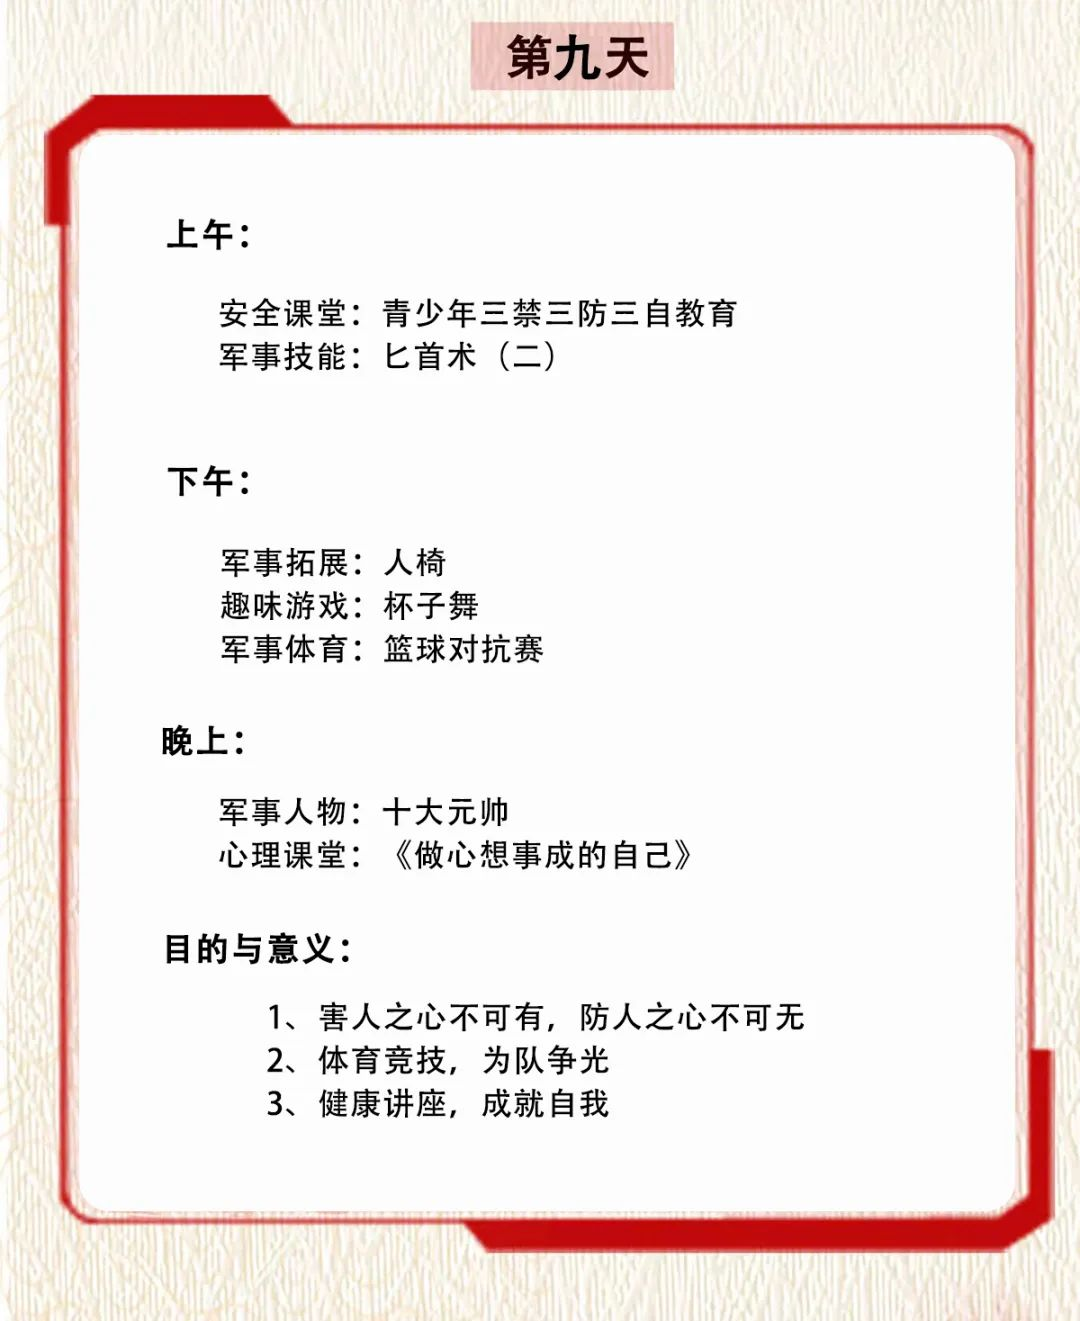 第九天
上午：
安全课堂：青少年三禁三防三自教育
军事技能：匕首术（二）
下午：
军事拓展：人椅
趣味游戏：杯子舞
军事体育：篮球对抗赛
晚上：
军事人物：十大元帅
心理课堂：《做心想事成的自己》
目的与意义：
1、害人之心不可有，防人之心不可无
2、体育竞技，为队争光
3、健康讲座，成就自我